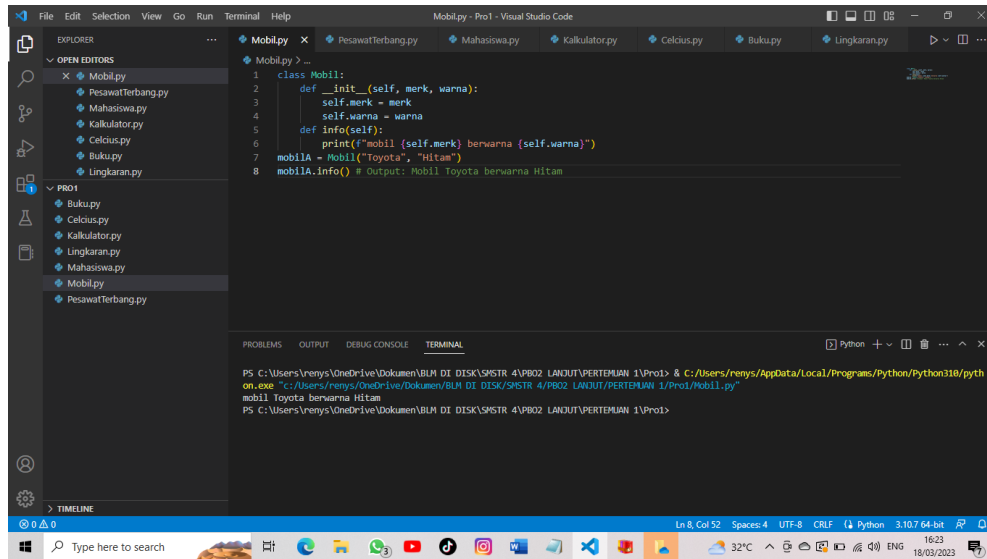 File Edit Selection View Go Run Terminal Help
Mobil.py - Pro1 - Visual Studio Code
EXPLORER
OPEN EDITORS
Mobil.py
PesawatTerbang.py
Mahasiswa.py
Kalkulator.py
Celcius.py
Buku.py
Lingkaran.py
PRO1
Buku.py
Celcius.py
Kalkulator.py
Lingkaran.py
Mahasiswa.py
Mobil.py
PesawatTerbang.py
TIMELINE
1
Mobil.py PesawatTerbang.py Mahasiswa.py Kalkulator.py Celcius.py Buku.py Lingkaran.py
Mobil.py > ...
1 class Mobil:
2 def __init__(self, merk, warna):
3 self.merk = merk
4 self.warna = warna
5 def info(self):
6 print(f"mobil {self.merk} berwarna {self.warna}")
7 mobilA = Mobil("Toyota", "Hitam")
8 mobilA.info() # Output: Mobil Toyota berwarna Hitam
PROBLEMS OUTPUT DEBUG CONSOLE TERMINAL
Python
PS C:\Users\renys\OneDrive\Dokumen\BLM DI DISK\SMSTR 4\PBO2 LANJUT\PERTEMUAN 1\Pro1> & C:/Users/renys/AppData/Local/Programs/Python/Python310/pyth
on.exe "c:/Users/renys/OneDrive/Dokumen/BLM DI DISK/SMSTR 4/PBO2 LANJUT/PERTEMUAN 1/Pro1/Mobil.py"
mobil Toyota berwarna Hitam
PS C:\Users\renys\OneDrive\Dokumen\BLM DI DISK\SMSTR 4\PBO2 LANJUT\PERTEMUAN 1\Pro1>
0 0
Ln 8, Col 52 Spaces: 4 UTF-8 CRLF Python 3.10.7 64-bit
Type here to search
3
32°C ENG
16:23
18/03/2023
7